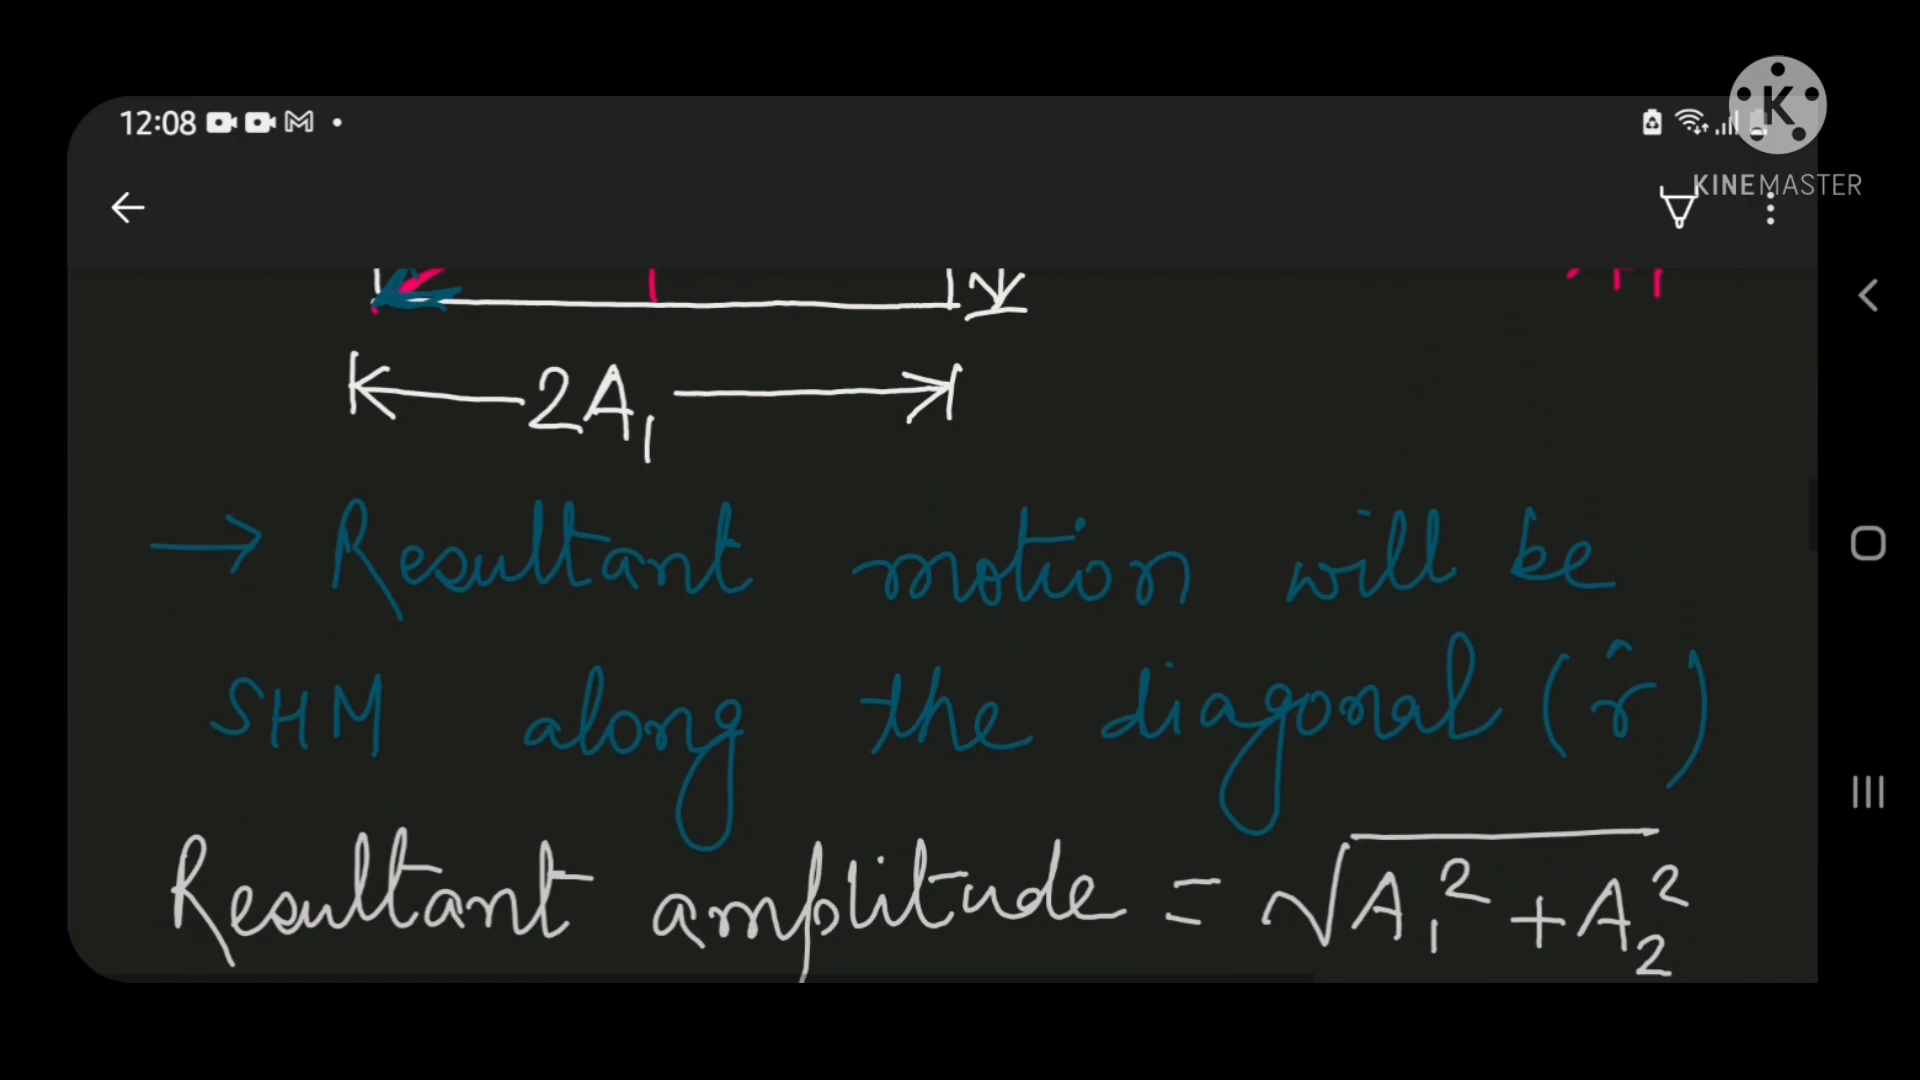 12:08
KINEMASTER
2A₁
→ Resultant motion will be
SHM along the diagonal (r̂)
Resultant amplitude = √A₁² + A₂²